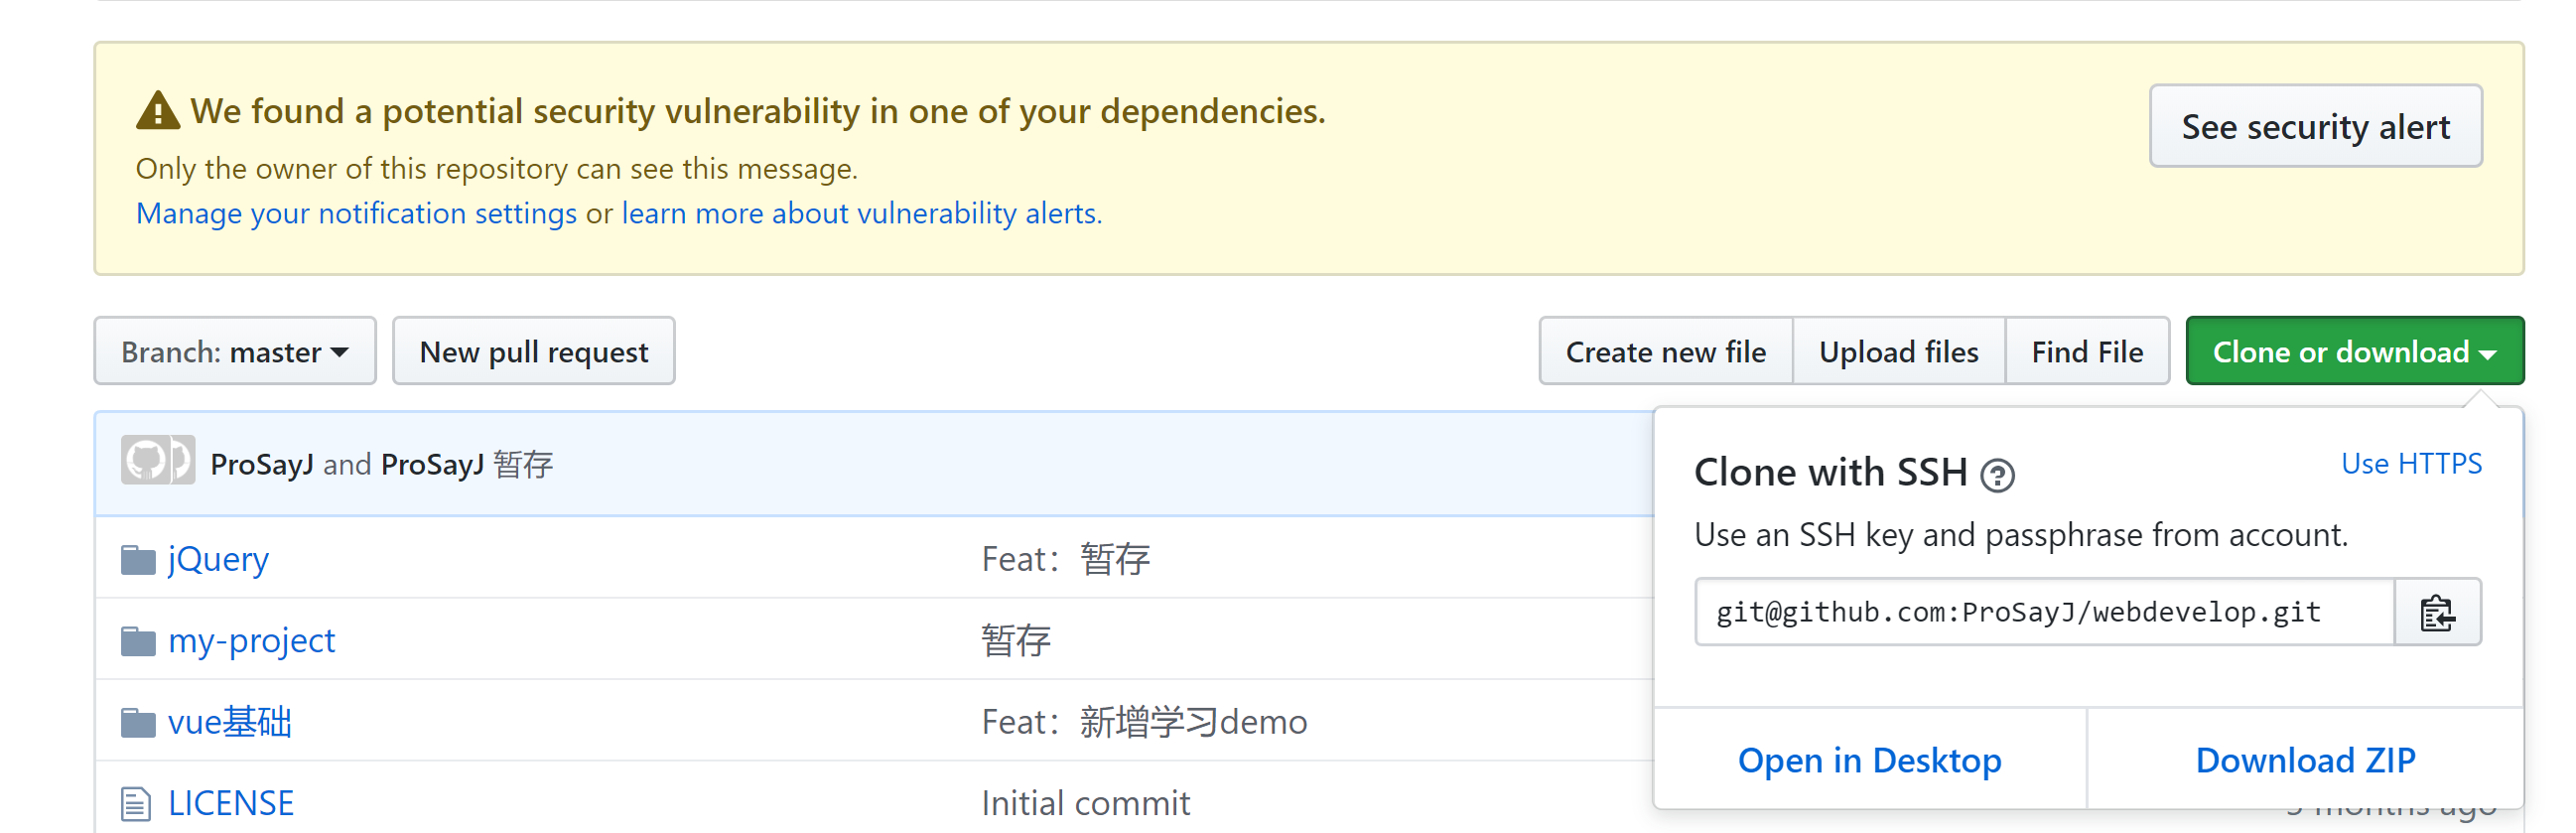 We found a potential security vulnerability in one of your dependencies.
See security alert
Only the owner of this repository can see this message.
Manage your notification settings or learn more about vulnerability alerts.
Branch: master
New pull request
Create new file
Upload files
Find File
Clone or download
ProSayJ and ProSayJ 暂存
Clone with SSH ?
Use HTTPS
Use an SSH key and passphrase from account.
git@github.com:ProSayJ/webdevelop.git
Open in Desktop
Download ZIP
jQuery
Feat：暂存
my-project
暂存
vue基础
Feat：新增学习demo
LICENSE
Initial commit
months ago